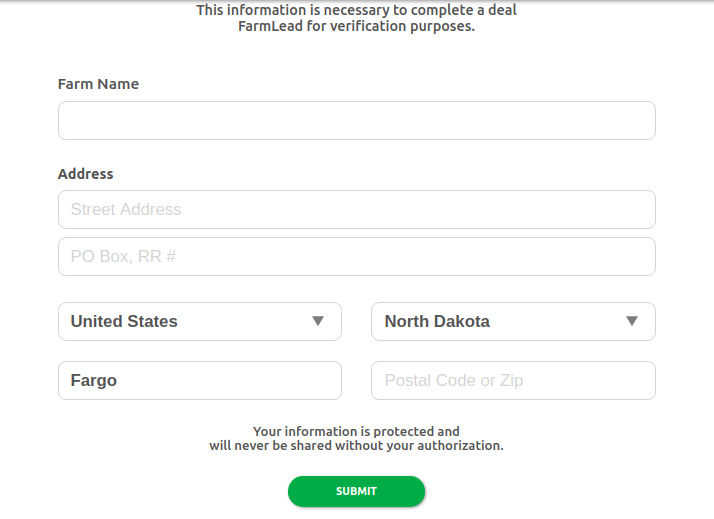 This information is necessary to complete a deal
FarmLead for verification purposes.
Farm Name
Address
Street Address
PO Box, RR #
United States
North Dakota
Fargo
Postal Code or Zip
Your information is protected and
will never be shared without your authorization.
SUBMIT